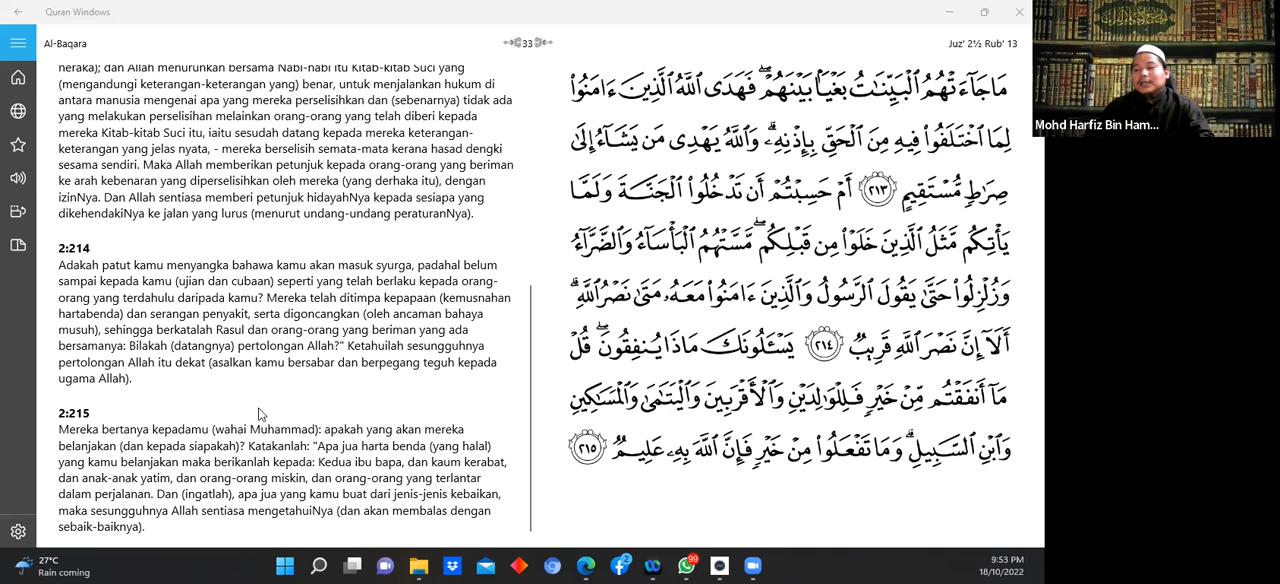 Quran Windows
Al-Baqara
33
Juz' 2½ Rub' 13
neraka); dan Allah menurunkan bersama Nabi-nabi itu Kitab-kitab Suci yang
(mengandungi keterangan-keterangan yang) benar, untuk menjalankan hukum di
antara manusia mengenai apa yang mereka perselisihkan dan (sebenarnya) tidak ada
yang melakukan perselisihan melainkan orang-orang yang telah diberi kepada
mereka Kitab-kitab Suci itu, iaitu sesudah datang kepada mereka keterangan-
keterangan yang jelas nyata, - mereka berselisih semata-mata kerana hasad dengki
sesama sendiri. Maka Allah memberikan petunjuk kepada orang-orang yang beriman
ke arah kebenaran yang diperselisihkan oleh mereka (yang derhaka itu), dengan
izinNya. Dan Allah sentiasa memberi petunjuk hidayahNya kepada sesiapa yang
dikehendakiNya ke jalan yang lurus (menurut undang-undang peraturanNya).
2:214
Adakah patut kamu menyangka bahawa kamu akan masuk syurga, padahal belum
sampai kepada kamu (ujian dan cubaan) seperti yang telah berlaku kepada orang-
orang yang terdahulu daripada kamu? Mereka telah ditimpa kepapaan (kemusnahan
hartabenda) dan serangan penyakit, serta digoncangkan (oleh ancaman bahaya
musuh), sehingga berkatalah Rasul dan orang-orang yang beriman yang ada
bersamanya: Bilakah (datangnya) pertolongan Allah?" Ketahuilah sesungguhnya
pertolongan Allah itu dekat (asalkan kamu bersabar dan berpegang teguh kepada
ugama Allah).
2:215
Mereka bertanya kepadamu (wahai Muhammad): apakah yang akan mereka
belanjakan (dan kepada siapakah)? Katakanlah: "Apa jua harta benda (yang halal)
yang kamu belanjakan maka berikanlah kepada: Kedua ibu bapa, dan kaum kerabat,
dan anak-anak yatim, dan orang-orang miskin, dan orang-orang yang terlantar
dalam perjalanan. Dan (ingatlah), apa jua yang kamu buat dari jenis-jenis kebaikan,
maka sesungguhnya Allah sentiasa mengetahuiNya (dan akan membalas dengan
sebaik-baiknya).
مَا جَآءَتْهُمُ ٱلْبَيِّنَٰتُ بَغْيًۢا بَيْنَهُمْ ۖ فَهَدَى ٱللَّهُ ٱلَّذِينَ ءَامَنُوا۟
لِمَا ٱخْتَلَفُوا۟ فِيهِ مِنَ ٱلْحَقِّ بِإِذْنِهِۦ ۗ وَٱللَّهُ يَهْدِى مَن يَشَآءُ إِلَىٰ
صِرَٰطٍ مُّسْتَقِيمٍ ٢١٣ أَمْ حَسِبْتُمْ أَن تَدْخُلُوا۟ ٱلْجَنَّةَ وَلَمَّا
يَأْتِكُم مَّثَلُ ٱلَّذِينَ خَلَوْا۟ مِن قَبْلِكُم ۖ مَّسَّتْهُمُ ٱلْبَأْسَآءُ وَٱلضَّرَّآءُ
وَزُلْزِلُوا۟ حَتَّىٰ يَقُولَ ٱلرَّسُولُ وَٱلَّذِينَ ءَامَنُوا۟ مَعَهُۥ مَتَىٰ نَصْرُ ٱللَّهِ ۗ
أَلَآ إِنَّ نَصْرَ ٱللَّهِ قَرِيبٌ ٢١٤ يَسْـَٔلُونَكَ مَاذَا يُنفِقُونَ ۖ قُلْ
مَآ أَنفَقْتُم مِّنْ خَيْرٍ فَلِلْوَٰلِدَيْنِ وَٱلْأَقْرَبِينَ وَٱلْيَتَٰمَىٰ وَٱلْمَسَٰكِينِ
وَٱبْنِ ٱلسَّبِيلِ ۗ وَمَا تَفْعَلُوا۟ مِنْ خَيْرٍ فَإِنَّ ٱللَّهَ بِهِۦ عَلِيمٌ ٢١٥
Mohd Harfiz Bin Ham...
27°C
Rain coming
2
99
9:53 PM
18/10/2022